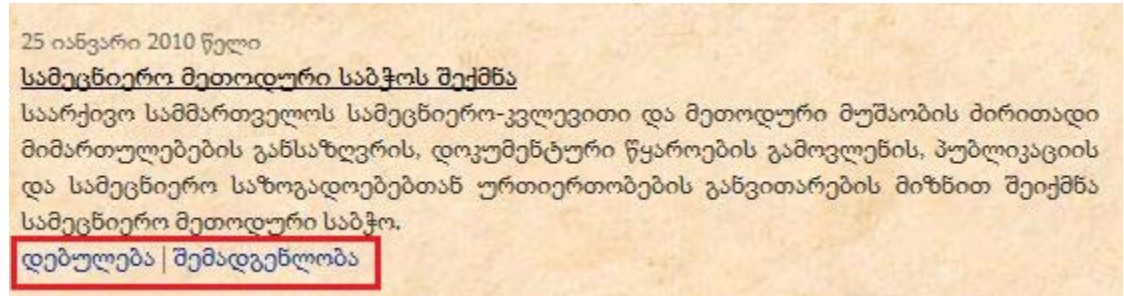 25 იანვარი 2010 წელი
სამეცნიერო მეთოდური საბჭოს შექმნა
საარქივო სამმართველოს სამეცნიერო-კვლევითი და მეთოდური მუშაობის ძირითადი
მიმართულებების განსაზღვრის, დოკუმენტური წყაროების გამოვლენის, პუბლიკაციის
და სამეცნიერო საზოგადოებებთან ურთიერთობების განვითარების მიზნით შეიქმნა
სამეცნიერო მეთოდური საბჭო.
დებულება | შემადგენლობა